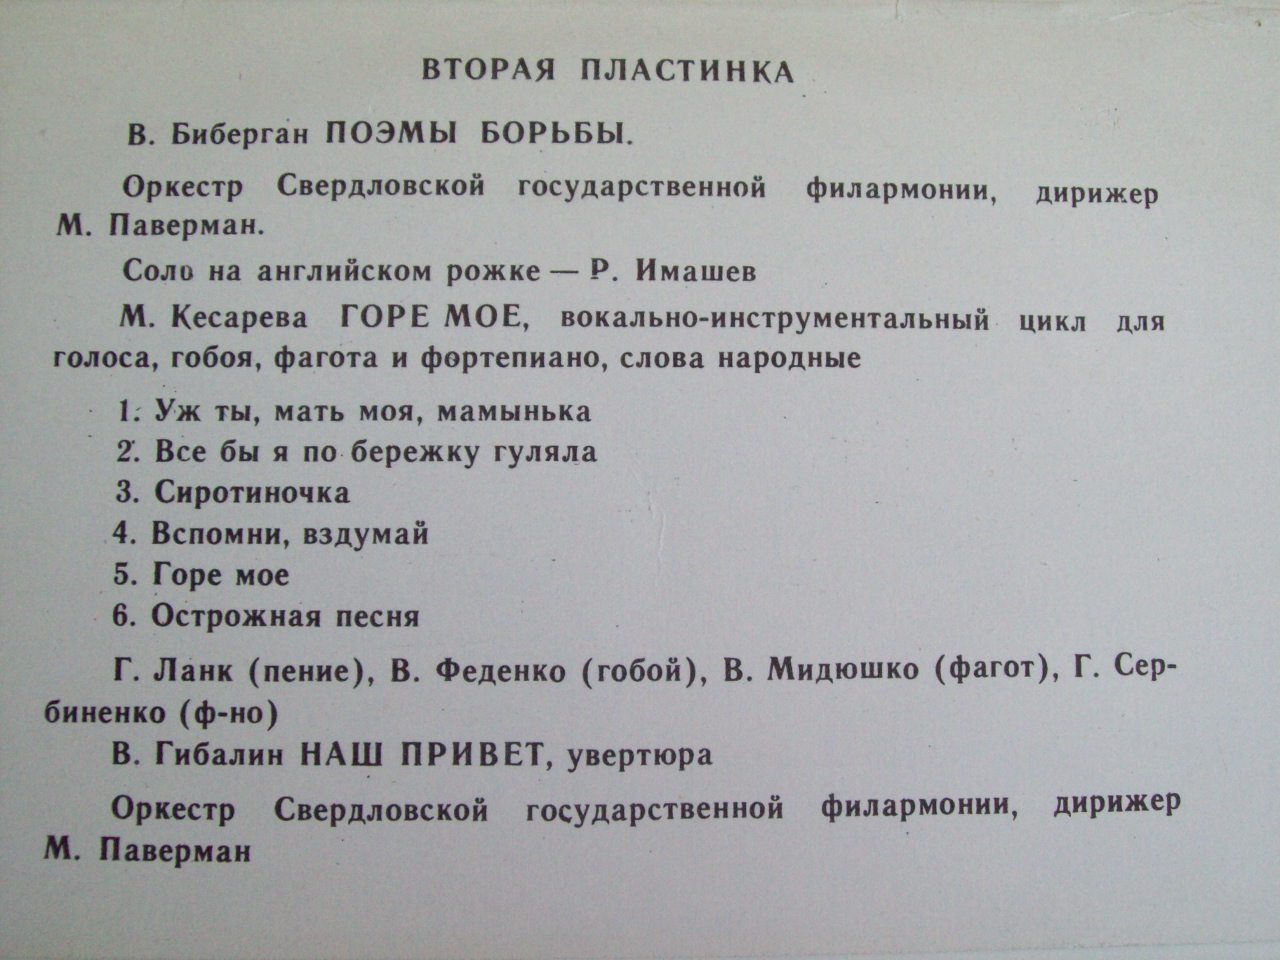 ВТОРАЯ ПЛАСТИНКА
В. Биберган ПОЭМЫ БОРЬБЫ.
Оркестр Свердловской государственной филармонии, дирижер
М. Паверман.
Соло на английском рожке — Р. Имашев
М. Кесарева ГОРЕ МОЕ, вокально-инструментальный цикл для
голоса, гобоя, фагота и фортепиано, слова народные
1. Уж ты, мать моя, мамынька
2. Все бы я по бережку гуляла
3. Сиротиночка
4. Вспомни, вздумай
5. Горе мое
6. Острожная песня
Г. Ланк (пение), В. Феденко (гобой), В. Мидюшко (фагот), Г. Сер-
биненко (ф-но)
В. Гибалин НАШ ПРИВЕТ, увертюра
Оркестр Свердловской государственной филармонии, дирижер
М. Паверман